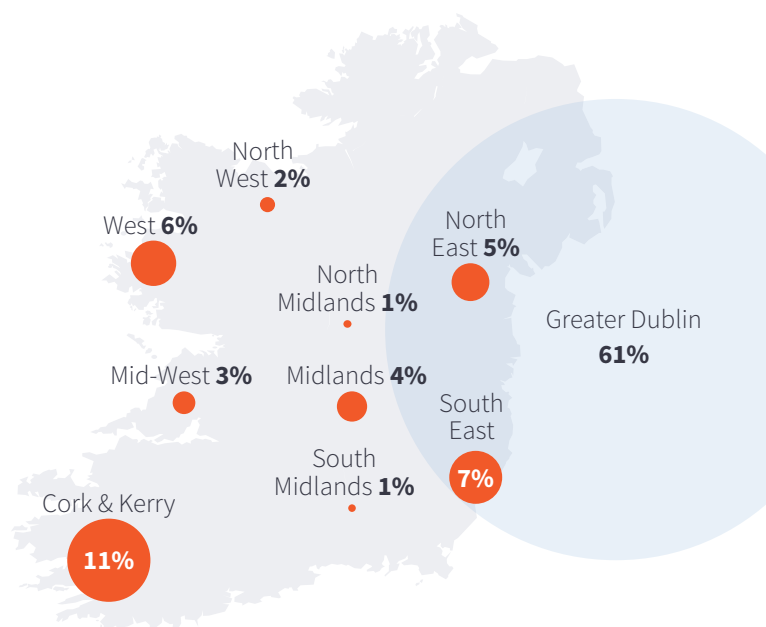 North
West 2%
West 6%
North
East 5%
North
Midlands 1%
Greater Dublin
61%
Mid-West 3%
Midlands 4%
South
East
7%
South
Midlands 1%
Cork & Kerry
11%